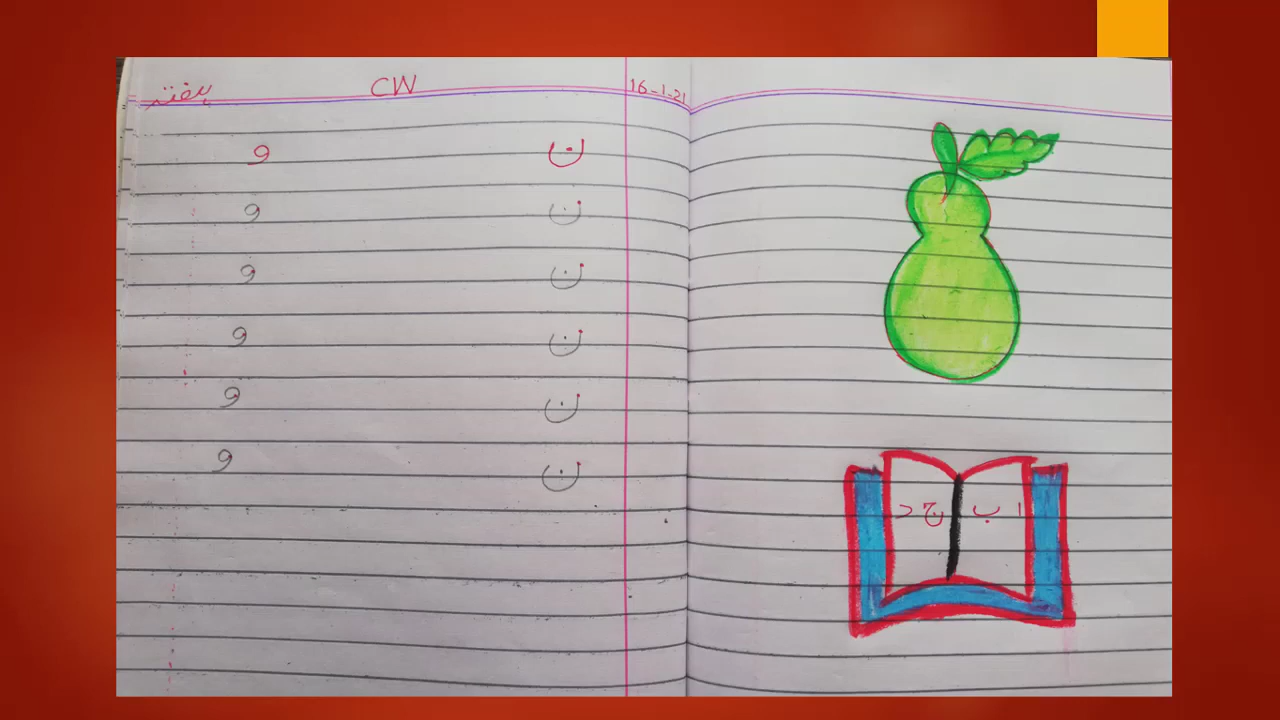 16-1-21 CW ہفتہ
ن و
ن و
ن و
ن و
ن و
ن و
ا ب ج د